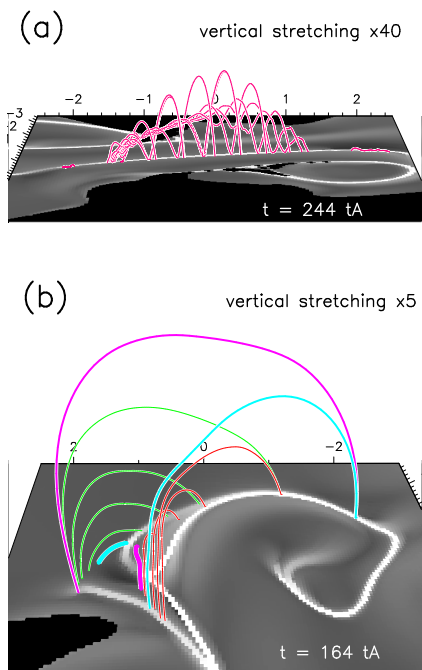 (a)
vertical stretching x40
-3
-2
-1
0
1
2
2
t = 244 tA
(b)
vertical stretching x5
2
0
-2
t = 164 tA